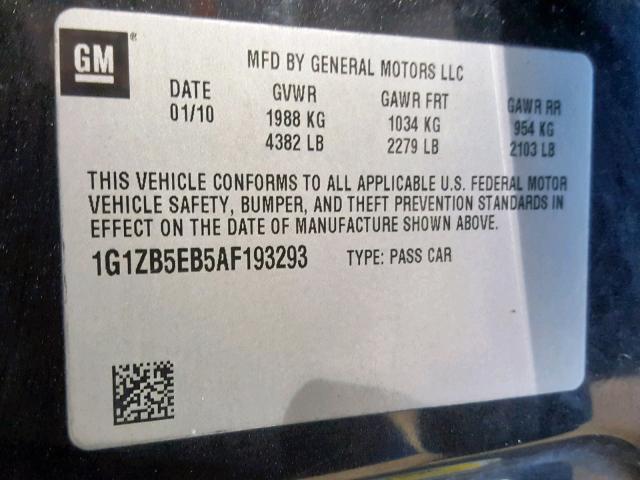 GM®
MFD BY GENERAL MOTORS LLC
DATE GVWR GAWR FRT GAWR RR
01/10 1988 KG 1034 KG 954 KG
4382 LB 2279 LB 2103 LB
THIS VEHICLE CONFORMS TO ALL APPLICABLE U.S. FEDERAL MOTOR
VEHICLE SAFETY, BUMPER, AND THEFT PREVENTION STANDARDS IN
EFFECT ON THE DATE OF MANUFACTURE SHOWN ABOVE.
1G1ZB5EB5AF193293 TYPE: PASS CAR